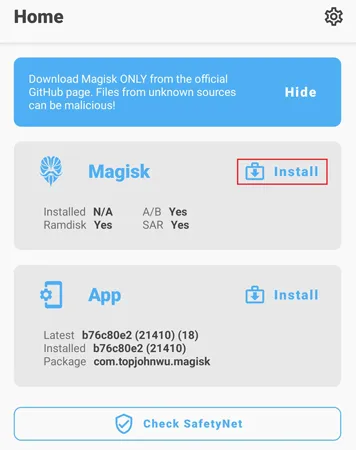 Home
Download Magisk ONLY from the official
GitHub page. Files from unknown sources
can be malicious!
Hide
Magisk
Install
Installed N/A A/B Yes
Ramdisk Yes SAR Yes
App
Install
Latest b76c80e2 (21410) (18)
Installed b76c80e2 (21410)
Package com.topjohnwu.magisk
Check SafetyNet